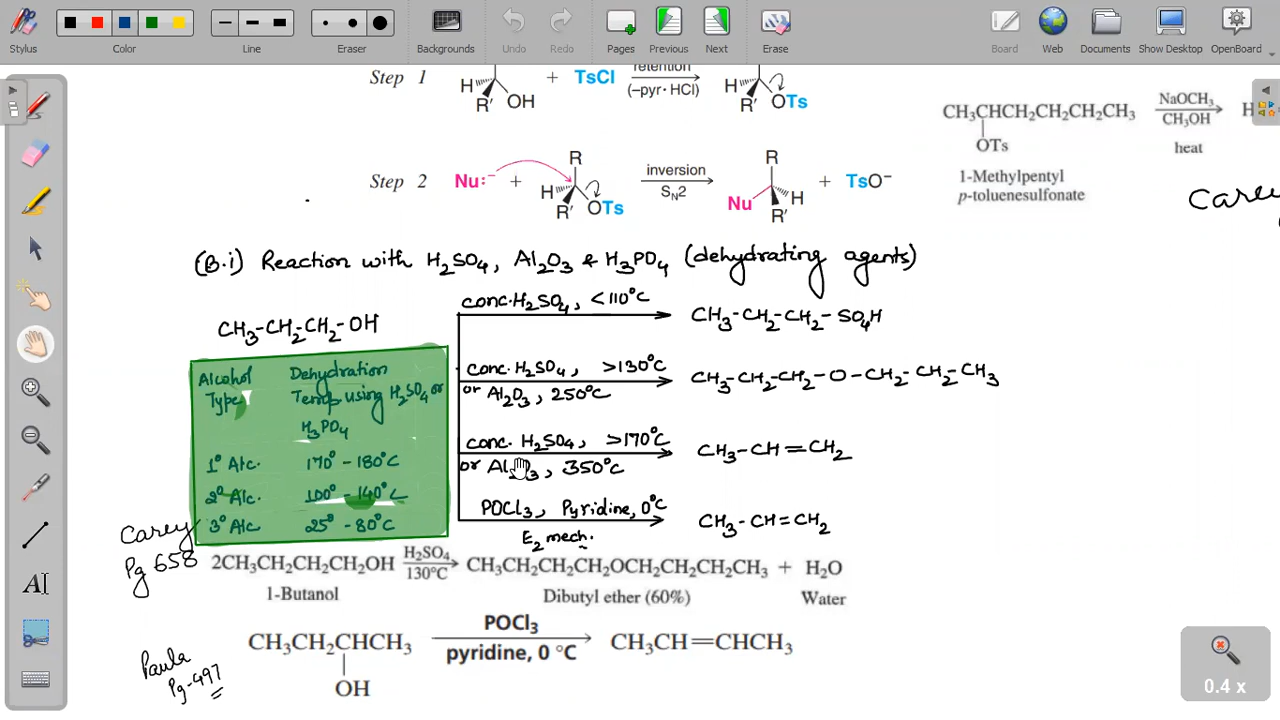 Stylus
Color
Line
Eraser
Backgrounds
Undo
Redo
Pages
Previous
Next
Erase
Board
Web
Documents
Show Desktop
OpenBoard
Step 1
H
R'
OH
+ TsCl
retention
(−pyr·HCl)
H
R'
OTs
CH₃CHCH₂CH₂CH₂CH₃
OTs
NaOCH₃
CH₃OH
heat
H
1-Methylpentyl
p-toluenesulfonate
Carey
Step 2
Nu:⁻ +
R
H
R'
OTs
inversion
SN2
R
Nu
H
R'
+ TsO⁻
(B.i) Reaction with H₂SO₄, Al₂O₃ & H₃PO₄ (dehydrating agents)
CH₃-CH₂-CH₂-OH
conc.H₂SO₄, <110°C
CH₃-CH₂-CH₂-SO₄H
conc.H₂SO₄, >130°C
or Al₂O₃, 250°C
CH₃-CH₂-CH₂-O-CH₂-CH₂-CH₃
conc. H₂SO₄, >170°C
or Al₂O₃, 350°C
CH₃-CH=CH₂
POCl₃, Pyridine, 0°C
E₂ mech.
CH₃-CH=CH₂
Alcohol Type
Dehydration Temp using H₂SO₄ or H₃PO₄
1° Alc. 170°-180°C
2° Alc. 100°-140°C
3° Alc 25°-80°C
Carey
Pg 658
2CH₃CH₂CH₂CH₂OH
H₂SO₄
130°C
CH₃CH₂CH₂CH₂OCH₂CH₂CH₂CH₃ + H₂O
1-Butanol
Dibutyl ether (60%)
Water
Paula
Pg-497
CH₃CH₂CHCH₃
OH
POCl₃
pyridine, 0 °C
CH₃CH=CHCH₃
0.4 x